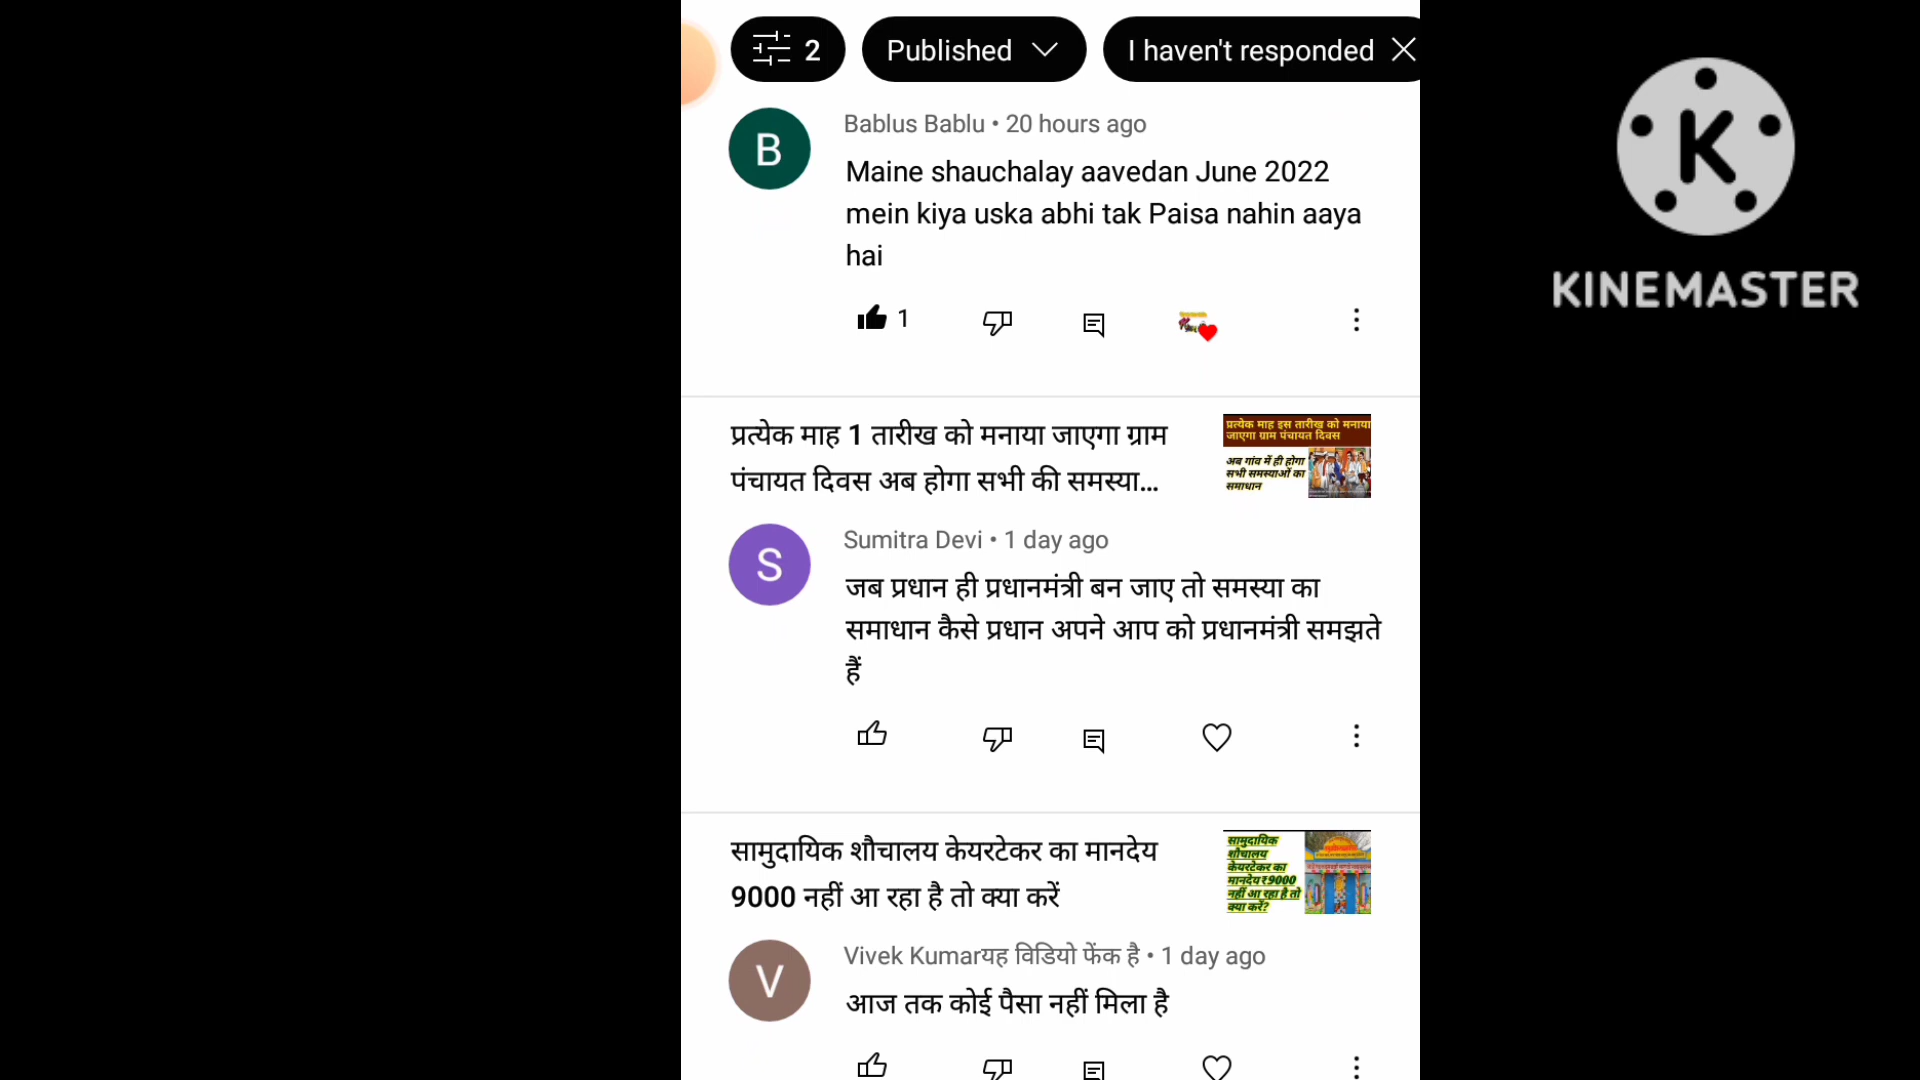 2
Published
I haven't responded
B
Bablus Bablu • 20 hours ago
Maine shauchalay aavedan June 2022
mein kiya uska abhi tak Paisa nahin aaya
hai
1
प्रत्येक माह 1 तारीख को मनाया जाएगा ग्राम
पंचायत दिवस अब होगा सभी की समस्या...
प्रत्येक माह इस तारीख को मनाया
जाएगा ग्राम पंचायत दिवस
अब गांव में ही होगा
सभी समस्याओं का
समाधान
S
Sumitra Devi • 1 day ago
जब प्रधान ही प्रधानमंत्री बन जाए तो समस्या का
समाधान कैसे प्रधान अपने आप को प्रधानमंत्री समझते
हैं
सामुदायिक शौचालय केयरटेकर का मानदेय
9000 नहीं आ रहा है तो क्या करें
सामुदायिक
शौचालय
केयरटेकर का
मानदेय ₹9000
नहीं आ रहा है तो
क्या करें?
V
Vivek Kumarयह विडियो फेंक है • 1 day ago
आज तक कोई पैसा नहीं मिला है
K
KINEMASTER